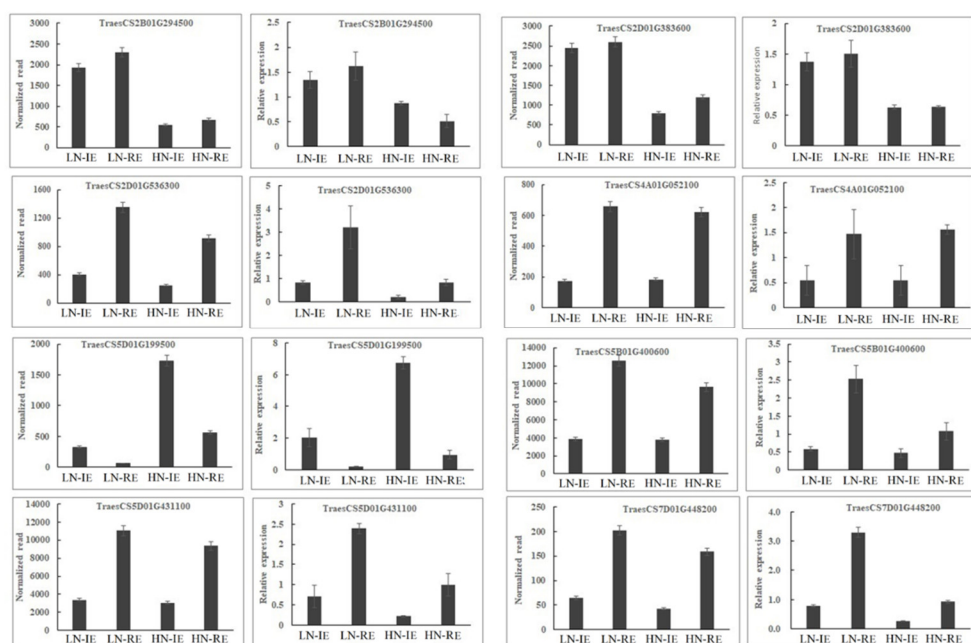 TraesCS2B01G294500
Normalized read
3000
2500
2000
1500
1000
500
0
LN-IE LN-RE HN-IE HN-RE
TraesCS2B01G294500
Relative expression
2.5
2
1.5
1
0.5
0
LN-IE LN-RE HN-IE HN-RE
TraesCS2D01G383600
Normalized read
3000
2500
2000
1500
1000
500
0
LN-IE LN-RE HN-IE HN-RE
TraesCS2D01G383600
Relative expression
2
1.5
1
0.5
0
LN-IE LN-RE HN-IE HN-RE
TraesCS2D01G536300
Normalized read
1600
1200
800
400
0
LN-IE LN-RE HN-IE HN-RE
TraesCS2D01G536300
Relative expression
5
4
3
2
1
0
LN-IE LN-RE HN-IE HN-RE
TraesCS4A01G052100
Normalized read
800
600
400
200
0
LN-IE LN-RE HN-IE HN-RE
TraesCS4A01G052100
Relative expression
2.5
2
1.5
1
0.5
0
LN-IE LN-RE HN-IE HN-RE
TraesCS5D01G199500
Normalized read
2000
1500
1000
500
0
LN-IE LN-RE HN-IE HN-RE
TraesCS5D01G199500
Relative expression
8
6
4
2
0
LN-IE LN-RE HN-IE HN-RE:
TraesCS5B01G400600
Normalized read
14000
12000
10000
8000
6000
4000
2000
0
LN-IE LN-RE HN-IE HN-RE
TraesCS5B01G400600
Relative expression
3.5
3
2.5
2
1.5
1
0.5
0
LN-IE LN-RE HN-IE HN-RE
TraesCS5D01G431100
Normalized read
14000
12000
10000
8000
6000
4000
2000
0
LN-IE LN-RE HN-IE HN-RE
TraesCS5D01G431100
Relative expression
3
2.5
2
1.5
1
0.5
0
LN-IE LN-RE HN-IE HN-RE
TraesCS7D01G448200
Normalized read
250
200
150
100
50
0
LN-IE LN-RE HN-IE HN-RE
TraesCS7D01G448200
Relative expression
4.0
3.0
2.0
1.0
0.0
LN-IE LN-RE HN-IE HN-RE